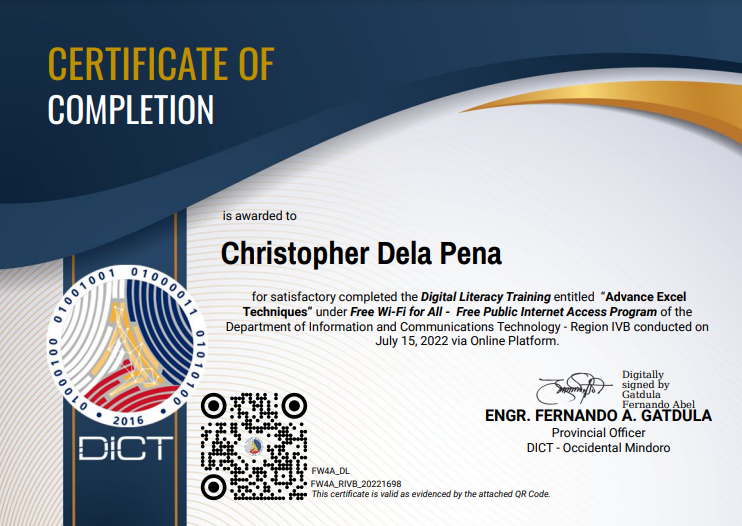 CERTIFICATE OF
COMPLETION
is awarded to
Christopher Dela Pena
for satisfactory completed the Digital Literacy Training entitled "Advance Excel
Techniques" under Free Wi-Fi for All - Free Public Internet Access Program of the
Department of Information and Communications Technology - Region IVB conducted on
July 15, 2022 via Online Platform.
01000100 01001001 01000011 01010100
• 2016 •
DICT
Digitally
signed by
Gatdula
Fernando Abel
ENGR. FERNANDO A. GATDULA
Provincial Officer
DICT - Occidental Mindoro
FW4A_DL
FW4A_RIVB_20221698
This certificate is valid as evidenced by the attached QR Code.